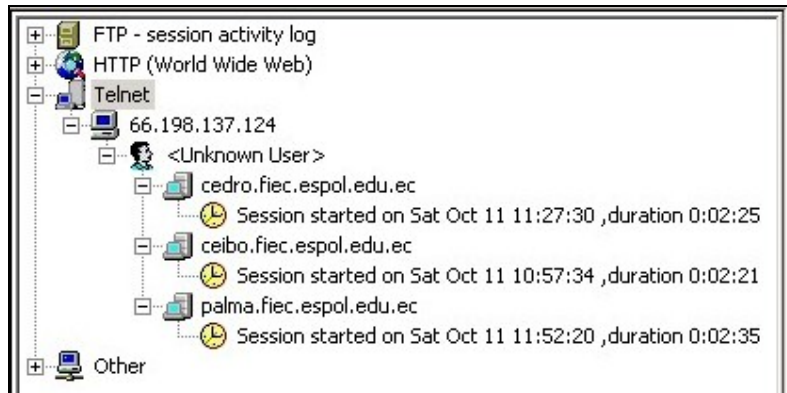 FTP - session activity log
HTTP (World Wide Web)
Telnet
66.198.137.124
<Unknown User>
cedro.fiec.espol.edu.ec
Session started on Sat Oct 11 11:27:30 ,duration 0:02:25
ceibo.fiec.espol.edu.ec
Session started on Sat Oct 11 10:57:34 ,duration 0:02:21
palma.fiec.espol.edu.ec
Session started on Sat Oct 11 11:52:20 ,duration 0:02:35
Other